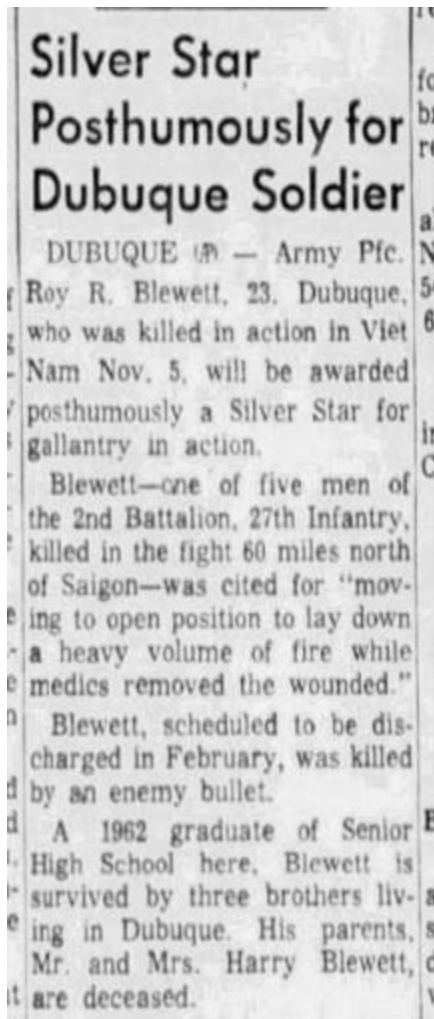 Silver Star
Posthumously for
Dubuque Soldier
DUBUQUE (AP) — Army Pfc.
Roy R. Blewett, 23, Dubuque,
who was killed in action in Viet
Nam Nov. 5, will be awarded
posthumously a Silver Star for
gallantry in action.
Blewett—one of five men of
the 2nd Battalion, 27th Infantry,
killed in the fight 60 miles north
of Saigon—was cited for "mov-
ing to open position to lay down
a heavy volume of fire while
medics removed the wounded."
Blewett, scheduled to be dis-
charged in February, was killed
by an enemy bullet.
A 1962 graduate of Senior
High School here, Blewett is
survived by three brothers liv-
ing in Dubuque. His parents,
Mr. and Mrs. Harry Blewett,
are deceased.